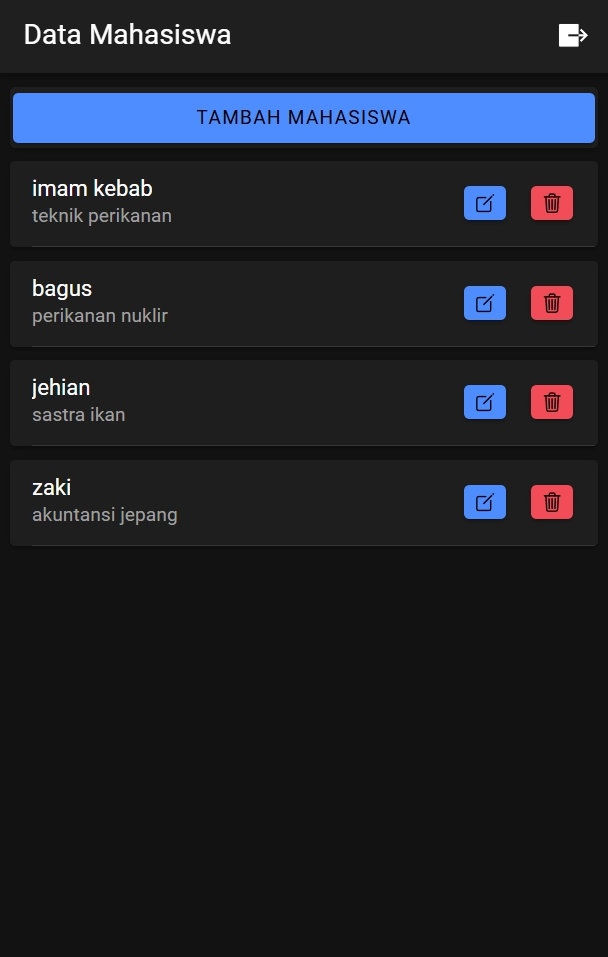 Data Mahasiswa
TAMBAH MAHASISWA
imam kebab
teknik perikanan
bagus
perikanan nuklir
jehian
sastra ikan
zaki
akuntansi jepang